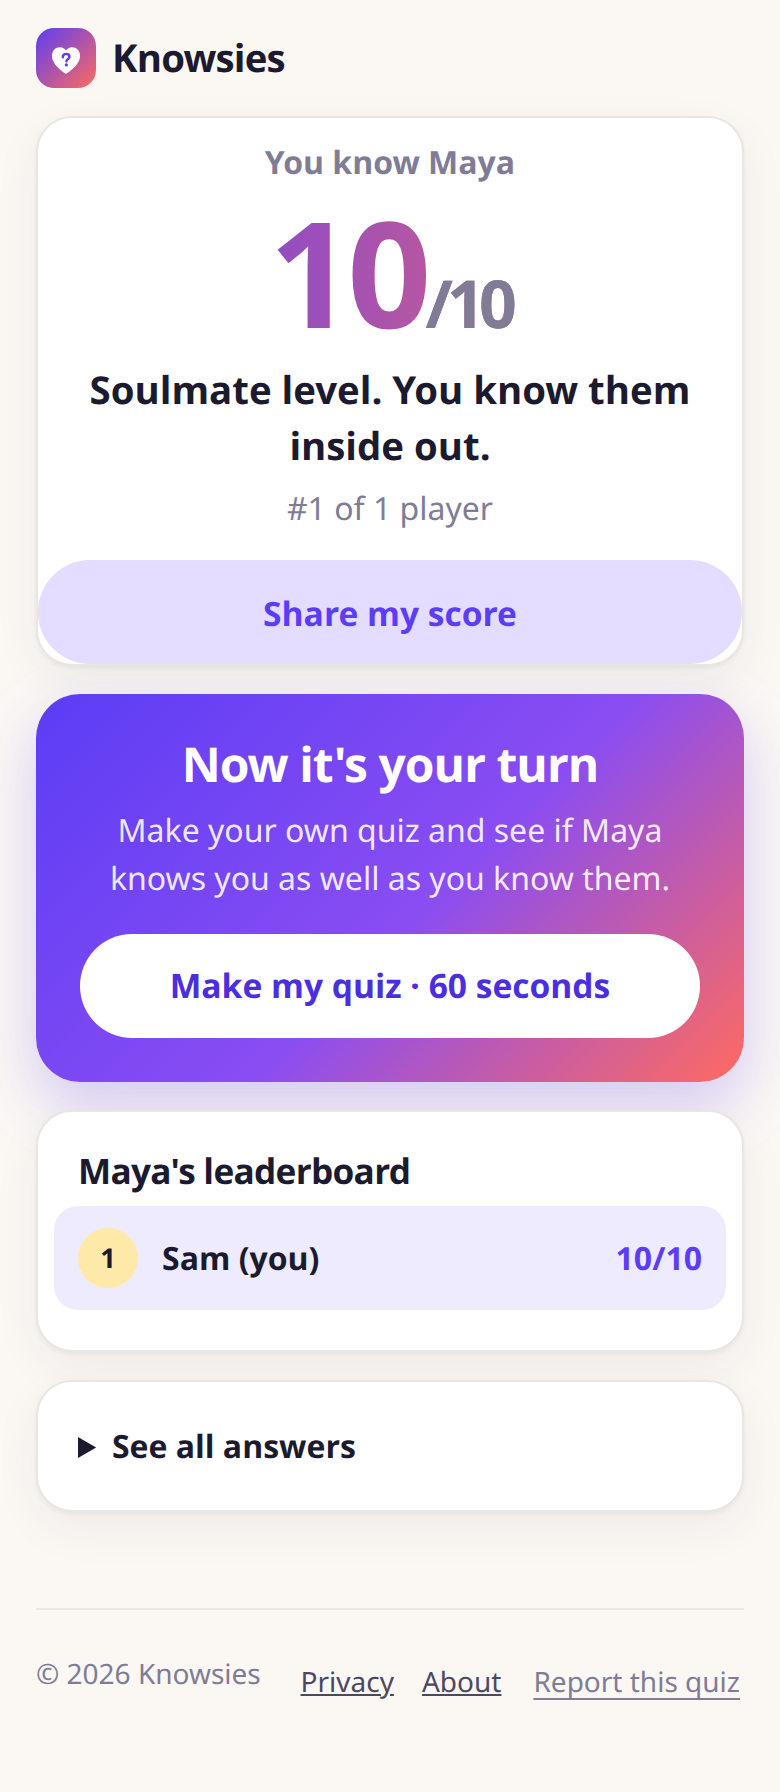 Knowsies
You know Maya
10/10
Soulmate level. You know them
inside out.
#1 of 1 player
Share my score
Now it's your turn
Make your own quiz and see if Maya
knows you as well as you know them.
Make my quiz · 60 seconds
Maya's leaderboard
1 Sam (you) 10/10
See all answers
© 2026 Knowsies Privacy About Report this quiz